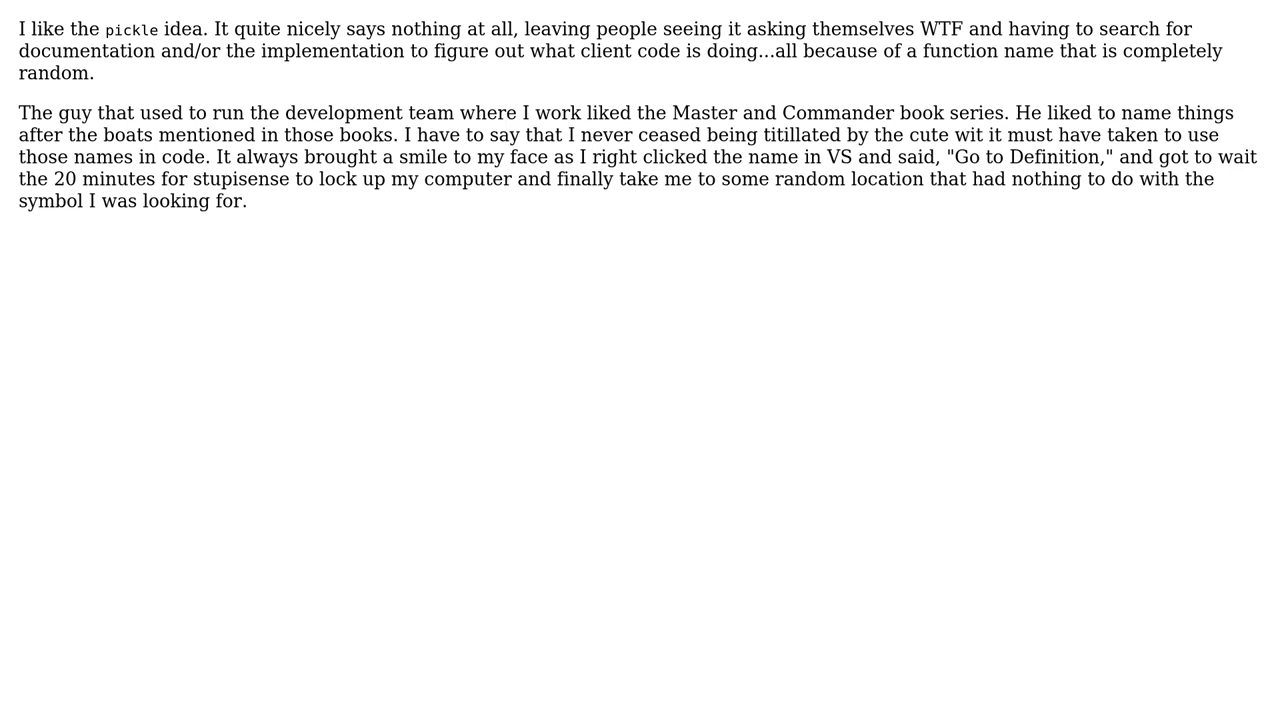 I like the pickle idea. It quite nicely says nothing at all, leaving people seeing it asking themselves WTF and having to search for
documentation and/or the implementation to figure out what client code is doing...all because of a function name that is completely
random.
The guy that used to run the development team where I work liked the Master and Commander book series. He liked to name things
after the boats mentioned in those books. I have to say that I never ceased being titillated by the cute wit it must have taken to use
those names in code. It always brought a smile to my face as I right clicked the name in VS and said, "Go to Definition," and got to wait
the 20 minutes for stupisense to lock up my computer and finally take me to some random location that had nothing to do with the
symbol I was looking for.